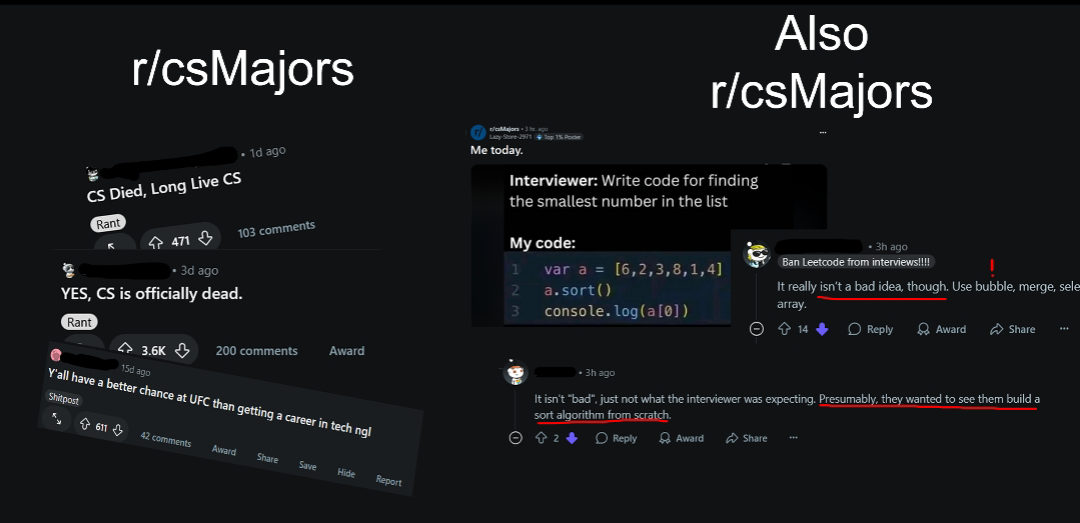 r/csMajors
• 1d ago
CS Died, Long Live CS
Rant
471
103 comments
• 3d ago
YES, CS is officially dead.
Rant
3.6K
200 comments
Award
15d ago
Y'all have a better chance at UFC than getting a career in tech ngl
Shitpost
611
42 comments
Award
Share
Save
Hide
Report
Also
r/csMajors
r/csMajors • 3 hr. ago
Lazy-Store-2971 Top 1% Poster
Me today.
Interviewer: Write code for finding
the smallest number in the list
My code:
1 var a = [6,2,3,8,1,4]
2 a.sort()
3 console.log(a[0])
• 3h ago
Ban Leetcode from interviews!!!!
!
It really isn't a bad idea, though. Use bubble, merge, sele
array.
14 Reply Award Share
• 3h ago
It isn't "bad", just not what the interviewer was expecting. Presumably, they wanted to see them build a
sort algorithm from scratch.
2 Reply Award Share